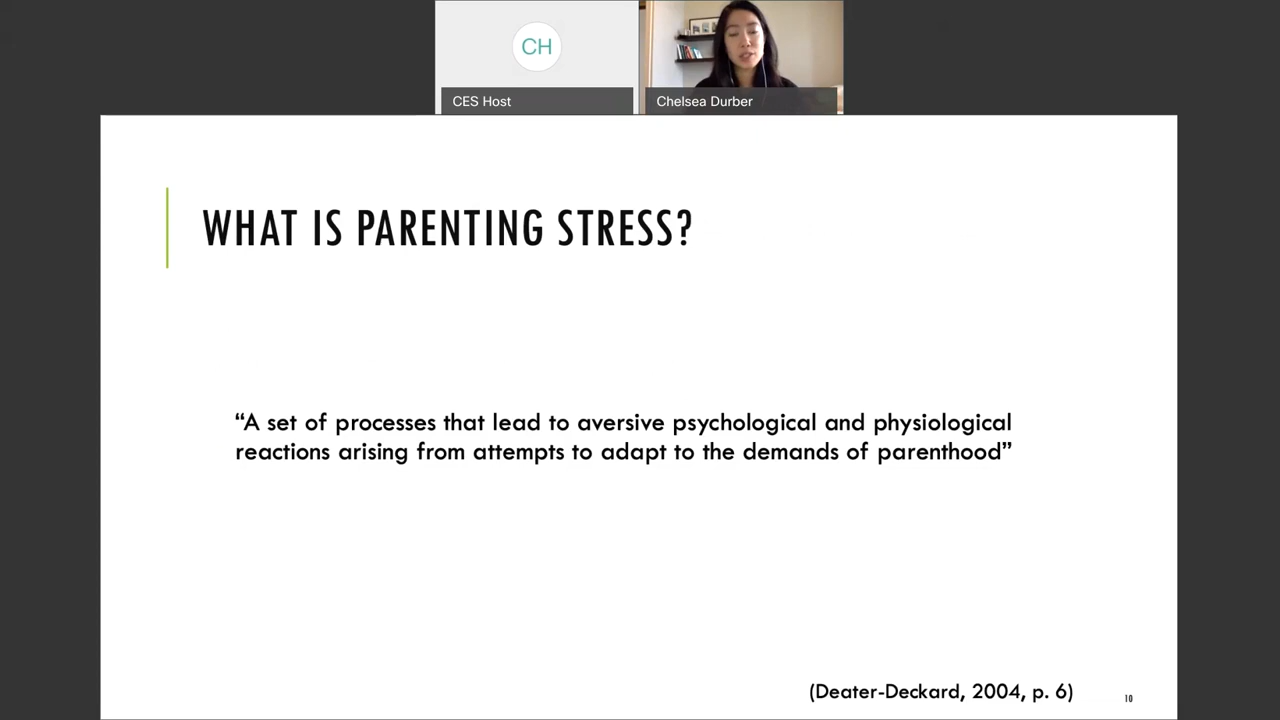 CH
CES Host
Chelsea Durber
WHAT IS PARENTING STRESS?
“A set of processes that lead to aversive psychological and physiological
reactions arising from attempts to adapt to the demands of parenthood”
(Deater-Deckard, 2004, p. 6)
10